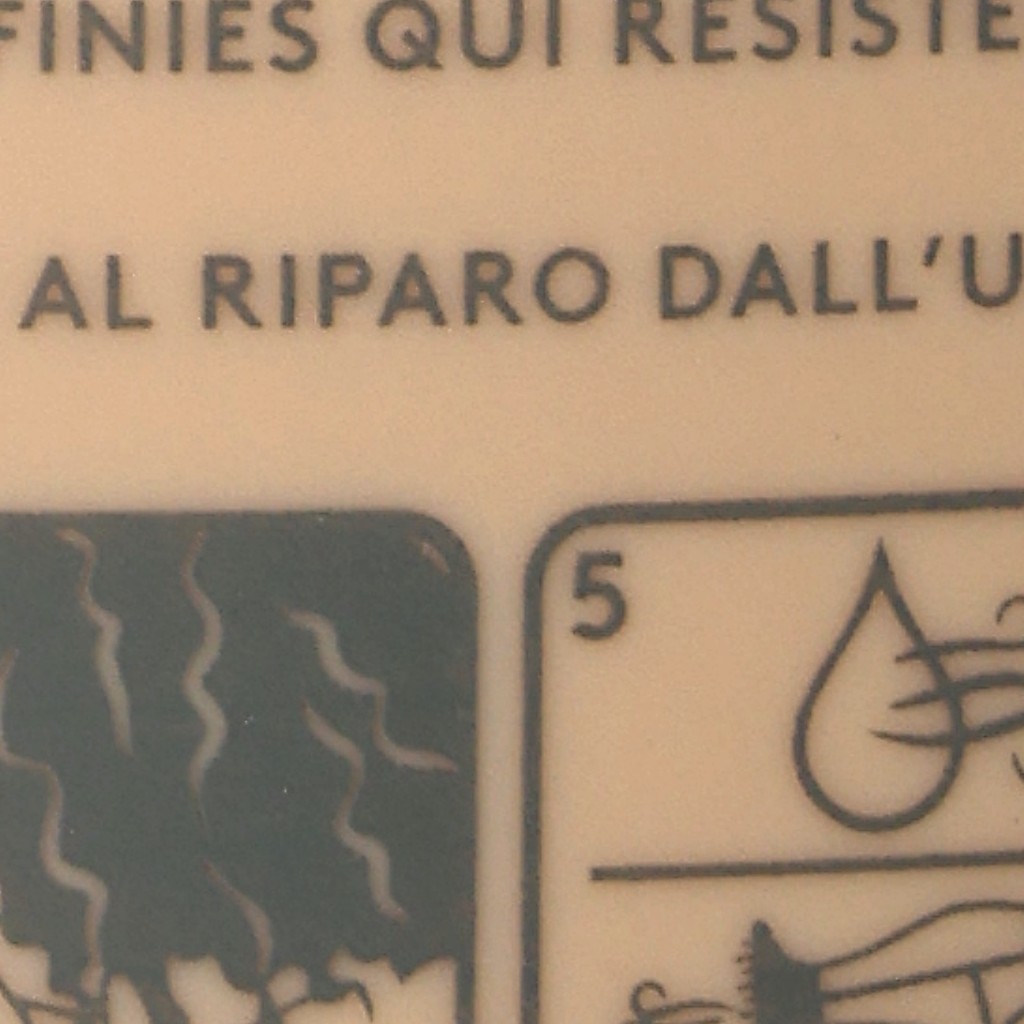 FINIES QUI RESISTE
AL RIPARO DALL'U
5